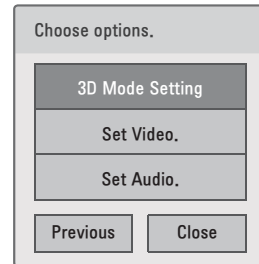 Choose options.
3D Mode Setting
Set Video.
Set Audio.
Previous Close